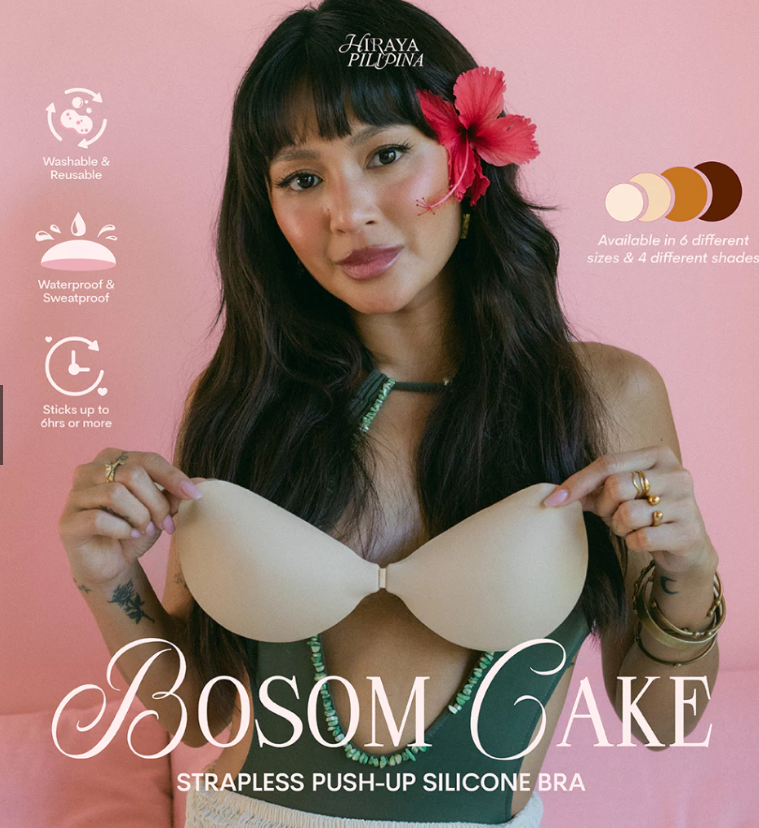 HIRAYA
PILIPINA
Washable &
Reusable
Waterproof &
Sweatproof
Sticks up to
6hrs or more
Available in 6 different
sizes & 4 different shades
BOSOM CAKE
STRAPLESS PUSH-UP SILICONE BRA